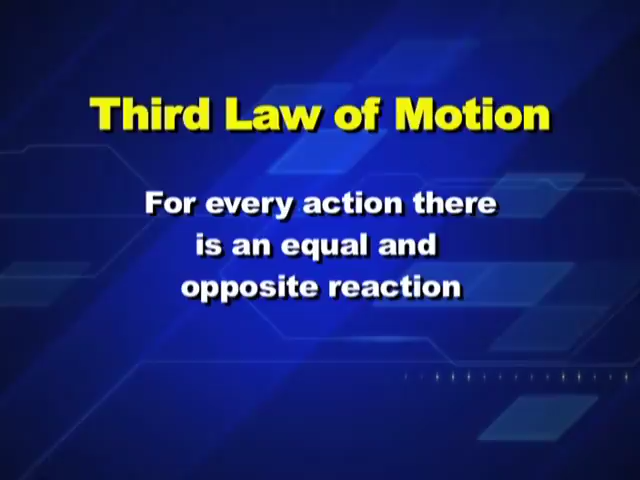 Third Law of Motion
For every action there
is an equal and
opposite reaction